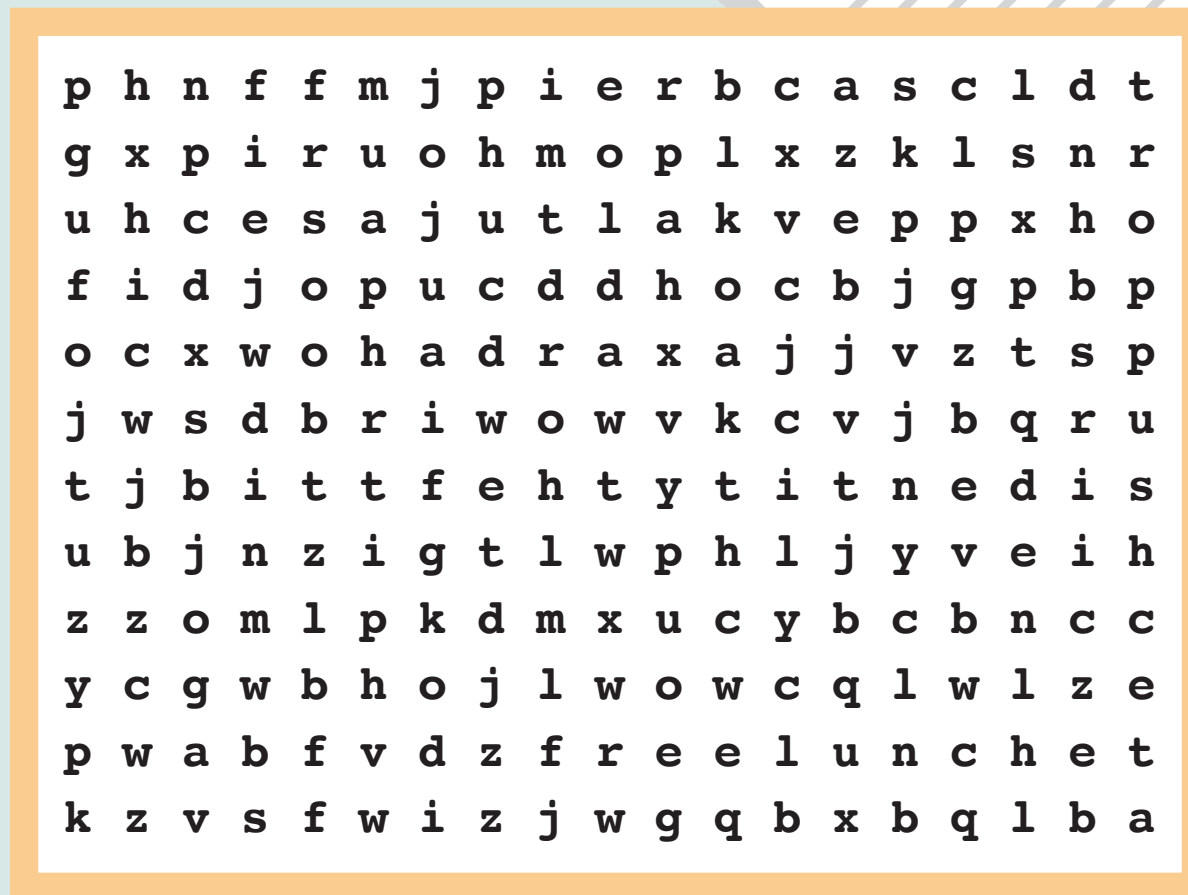 p h n f f m j p i e r b c a s c l d t
g x p i r u o h m o p l x z k l s n r
u h c e s a j u t l a k v e p p x h o
f i d j o p u c d d h o c b j g p b p
o c x w o h a d r a x a j j v z t s p
j w s d b r i w o w v k c v j b q r u
t j b i t t f e h t y t i t n e d i s
u b j n z i g t l w p h l j y v e i h
z z o m l p k d m x u c y b c b n c c
y c g w b h o j l w o w c q l w l z e
p w a b f v d z f r e e l u n c h e t
k z v s f w i z j w g q b x b q l b a